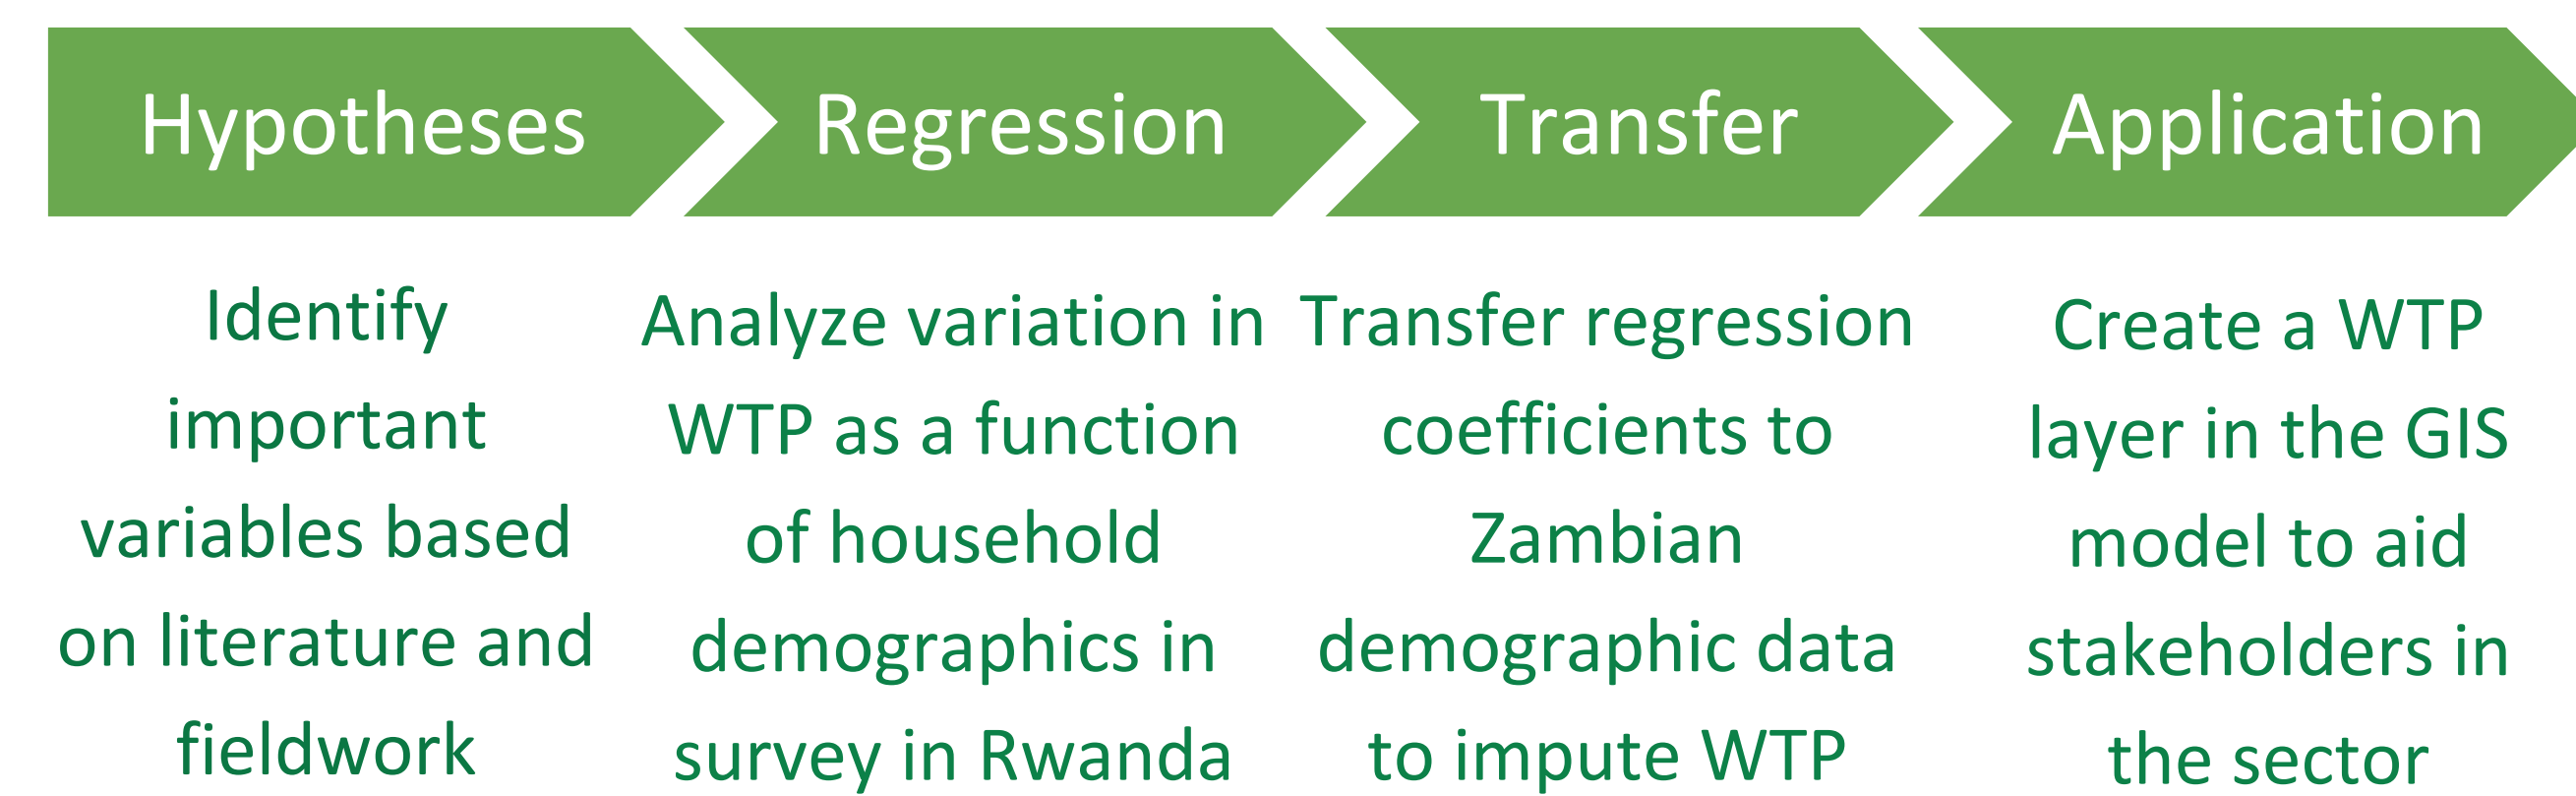 Hypotheses
Regression
Transfer
Application
Identify
important
variables based
on literature and
fieldwork
Analyze variation in
WTP as a function
of household
demographics in
survey in Rwanda
Transfer regression
coefficients to
Zambian
demographic data
to impute WTP
Create a WTP
layer in the GIS
model to aid
stakeholders in
the sector